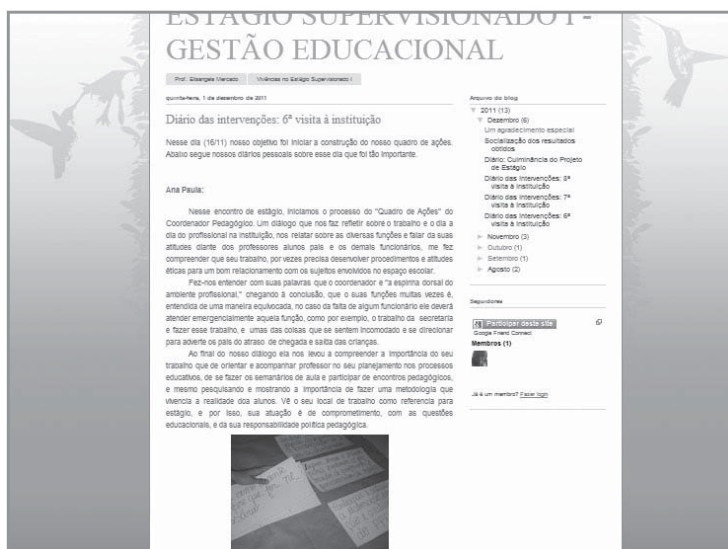 ESTÁGIO SUPERVISIONADO I -
GESTÃO EDUCACIONAL
Prof. Elisangela Mercado
Vivências no Estágio Supervisionado I
quinta-feira, 1 de dezembro de 2011
Diário das intervenções: 6ª visita à instituição
Nesse dia (16/11) nosso objetivo foi iniciar a construção do nosso quadro de ações.
Abaixo segue nossos diários pessoais sobre esse dia que foi tão importante.
Ana Paula:
Nesse encontro de estágio, iniciamos o processo do "Quadro de Ações" do
Coordenador Pedagógico. Um diálogo que nos faz refletir sobre o trabalho e o dia a
dia do profissional na instituição, nos relatar sobre as diversas funções e falar da suas
atitudes diante dos professores alunos pais e os demais funcionários, me fez
compreender que seu trabalho, por vezes precisa desenvolver procedimentos e atitudes
éticas para um bom relacionamento com os sujeitos envolvidos no espaço escolar.
Fez-nos entender com suas palavras que o coordenador e "a espinha dorsal do
ambiente profissional," chegando à conclusão, que o suas funções muitas vezes é,
entendida de uma maneira equivocada, no caso da falta de algum funcionário ele deverá
atender emergencialmente aquela função, como por exemplo, o trabalho da secretaria
e fazer esse trabalho, e umas das coisas que se sentem incomodado e se direcionar
para adverte os pais do atraso de chegada e saída das crianças.
Ao final do nosso diálogo ela nos levou a compreender a importância do seu
trabalho que de orientar e acompanhar professor no seu planejamento nos processos
educativos, de se fazer os semanários de aula e participar de encontros pedagógicos,
e mesmo pesquisando e mostrando a importância de fazer uma metodologia que
vivencia a realidade doa alunos. Vê o seu local de trabalho como referencia para
estágio, e por isso, sua atuação é de comprometimento, com as questões
educacionais, e da sua responsabilidade política pedagógica.
Arquivo do blog
2011 (13)
Dezembro (6)
Um agradecimento especial
Socialização dos resultados
obtidos
Diário: Culminância do Projeto
de Estágio
Diário das intervenções: 8ª
visita à instituição
Diário das intervenções: 7ª
visita à instituição
Diário das intervenções: 6ª
visita à instituição
Novembro (3)
Outubro (1)
Setembro (1)
Agosto (2)
Seguidores
Participar deste site
Google Friend Connect
Membros (1)
Já é um membro? Fazer login